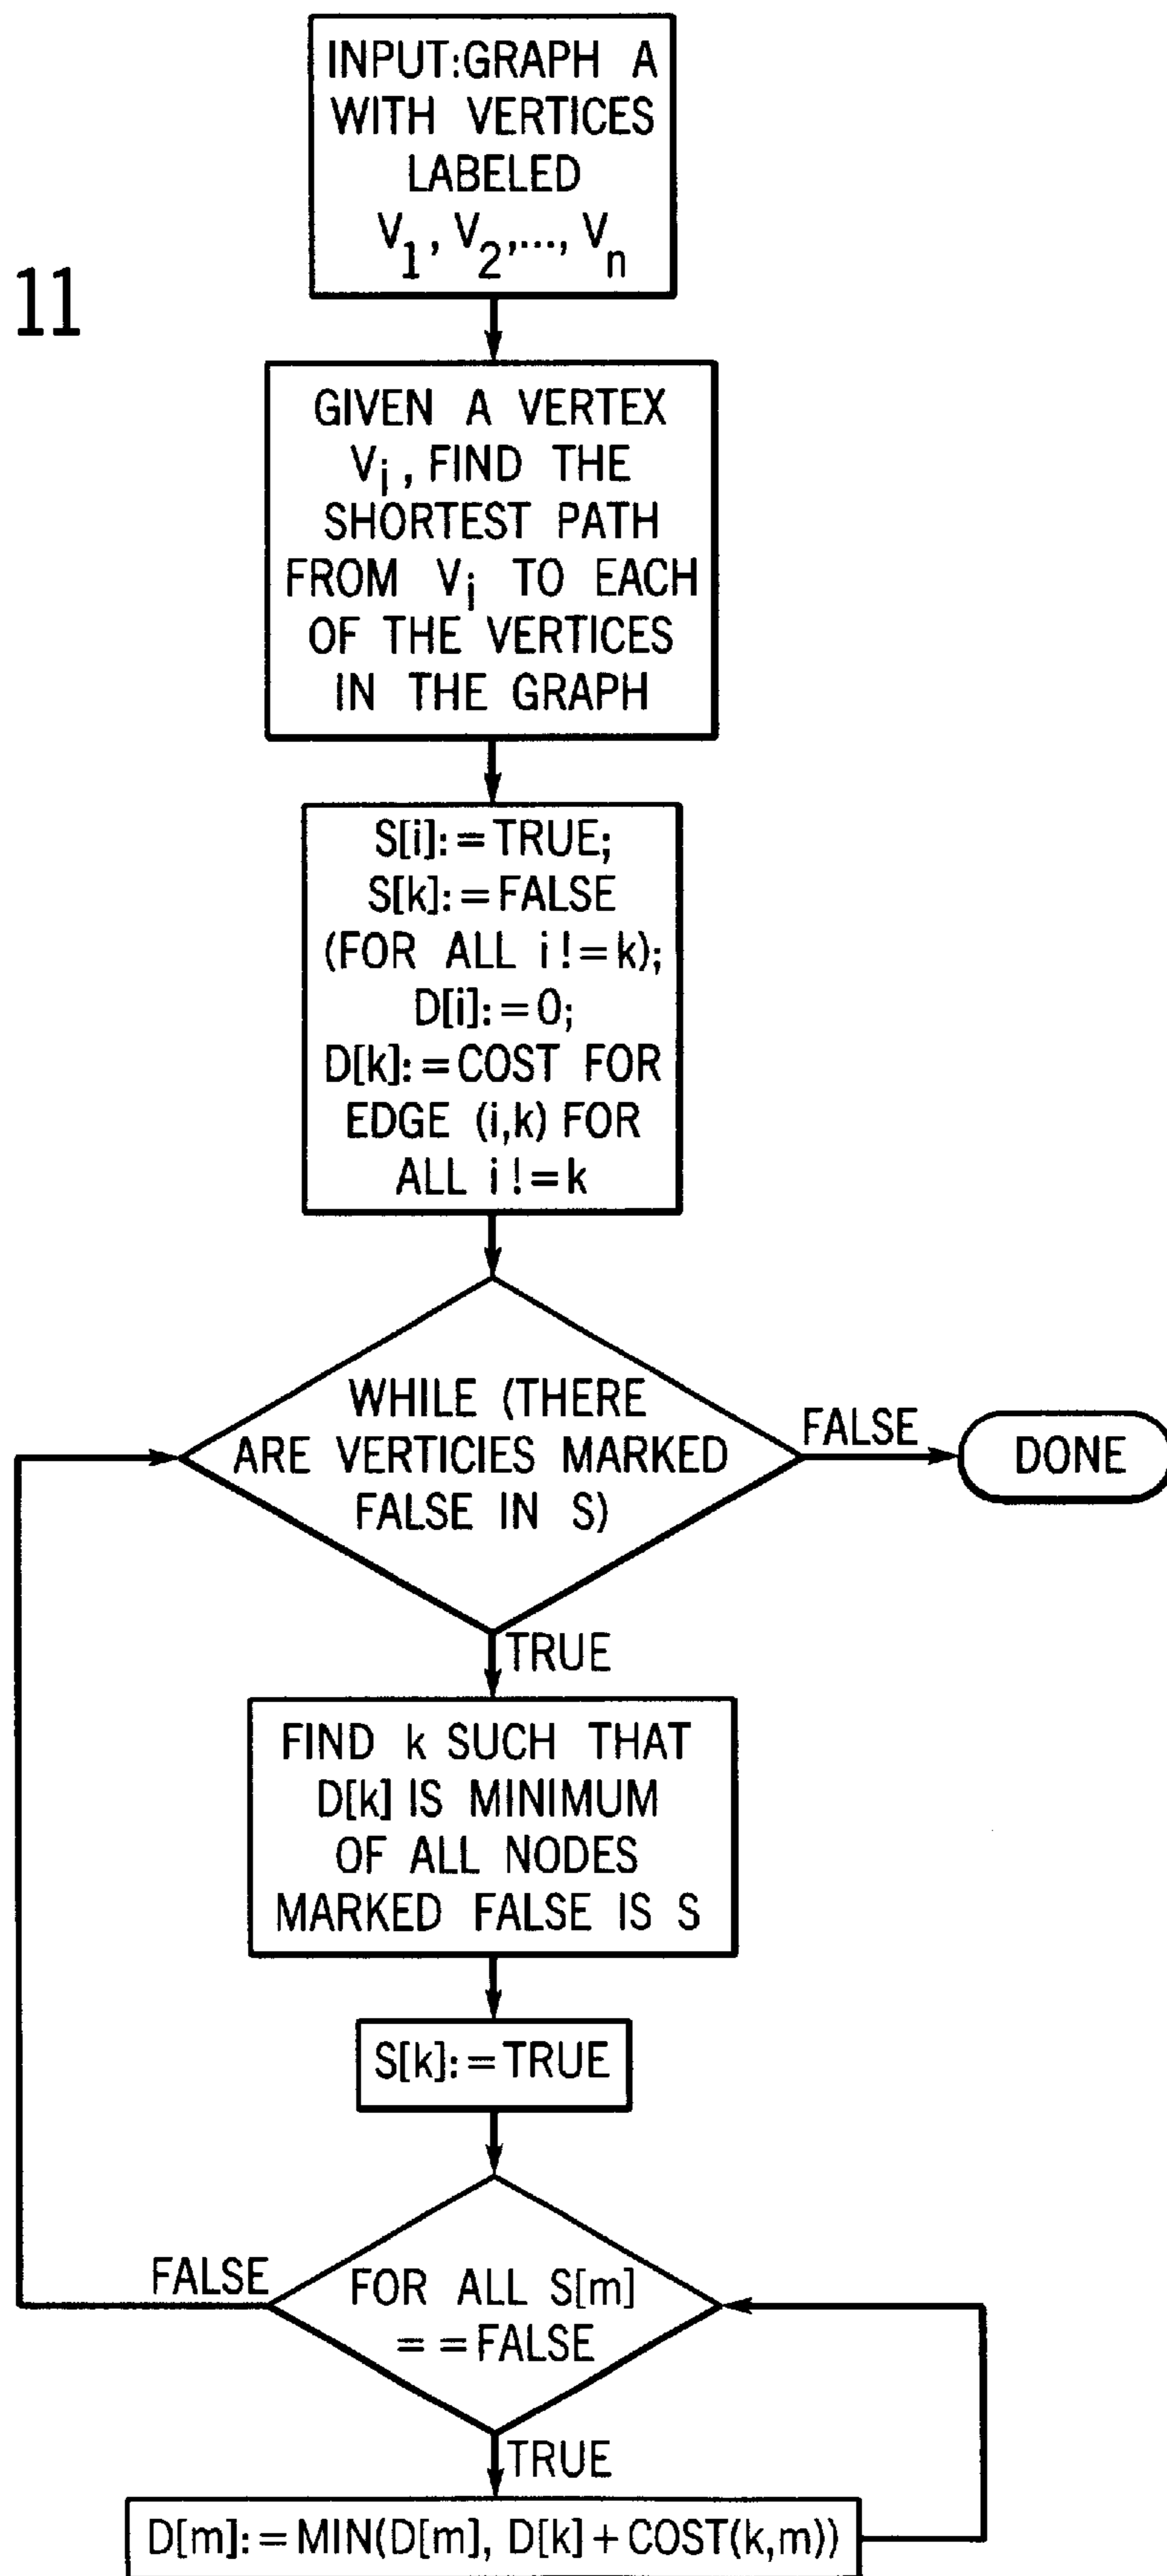 INPUT:GRAPH A
WITH VERTICES
LABELED
V1, V2,..., Vn
11
GIVEN A VERTEX
Vi, FIND THE
SHORTEST PATH
FROM Vi TO EACH
OF THE VERTICES
IN THE GRAPH
S[i]:=TRUE;
S[k]:=FALSE
(FOR ALL i!=k);
D[i]:=0;
D[k]:=COST FOR
EDGE (i,k) FOR
ALL i!=k
WHILE (THERE
ARE VERTICIES MARKED
FALSE IN S)
FALSE
DONE
TRUE
FIND k SUCH THAT
D[k] IS MINIMUM
OF ALL NODES
MARKED FALSE IS S
S[k]:=TRUE
FALSE
FOR ALL S[m]
==FALSE
TRUE
D[m]:=MIN(D[m], D[k]+COST(k,m))